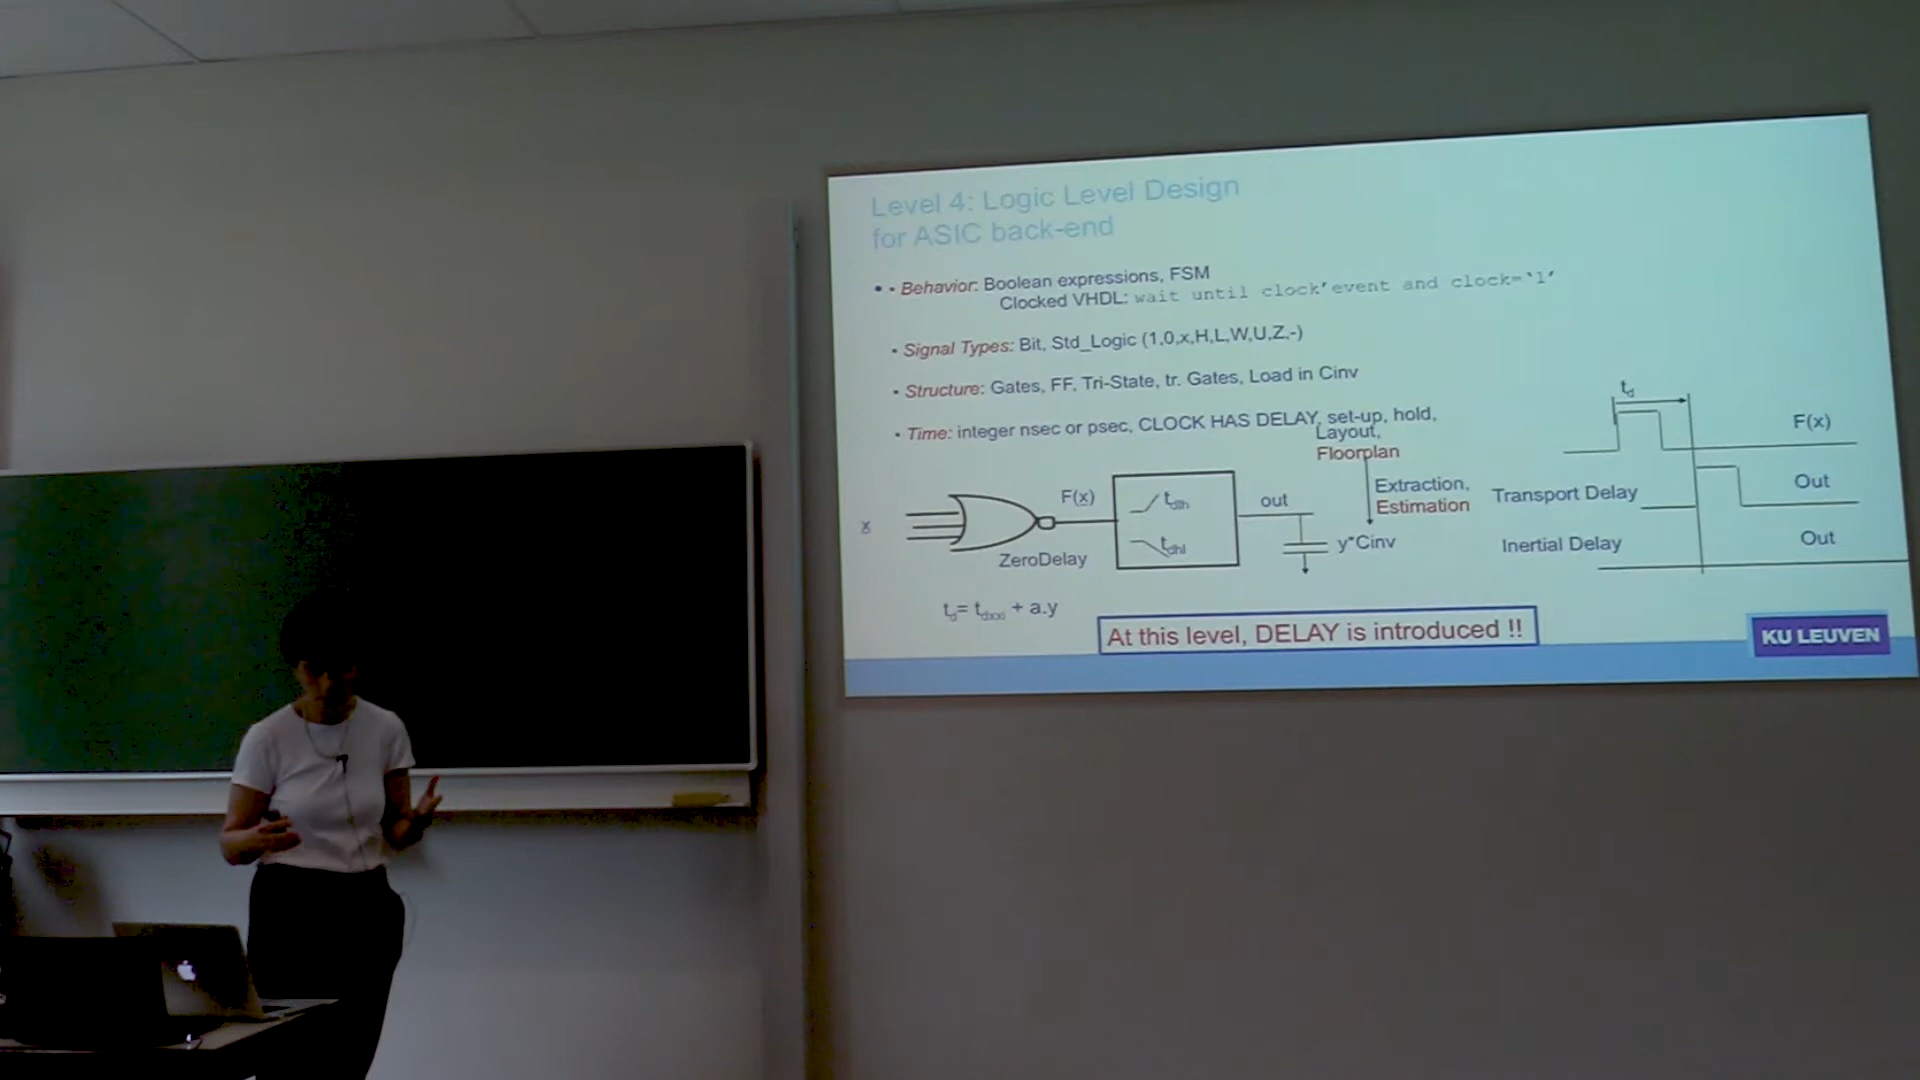 Level 4: Logic Level Design
for ASIC back-end
• • Behavior: Boolean expressions, FSM
Clocked VHDL: wait until clock'event and clock=‘1’
• Signal Types: Bit, Std_Logic (1,0,x,H,L,W,U,Z,-)
• Structure: Gates, FF, Tri-State, tr. Gates, Load in Cinv
• Time: integer nsec or psec, CLOCK HAS DELAY, set-up, hold,
Layout,
Floorplan
Extraction,
Estimation
x
F(x)
ZeroDelay
tdlh
tdhl
out
y*Cinv
td= tdxxi + a.y
td
F(x)
Transport Delay
Out
Inertial Delay
Out
At this level, DELAY is introduced !!
KU LEUVEN